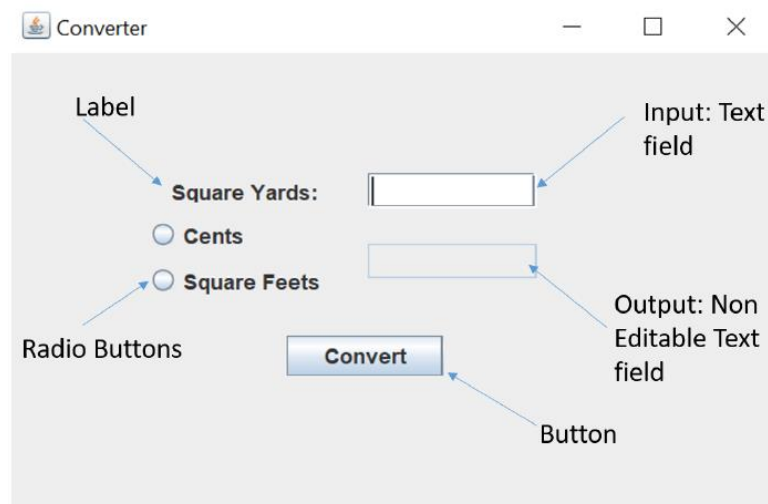 Converter
Label
Input: Text
field
Square Yards:
Cents
Square Feets
Output: Non
Editable Text
field
Radio Buttons
Convert
Button